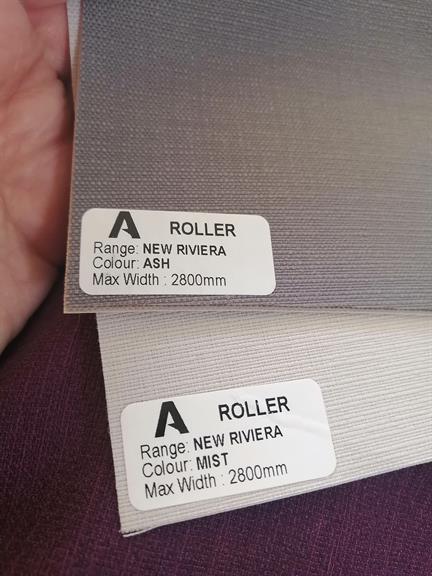 A ROLLER
Range: NEW RIVIERA
Colour: ASH
Max Width : 2800mm
A ROLLER
Range: NEW RIVIERA
Colour: MIST
Max Width : 2800mm